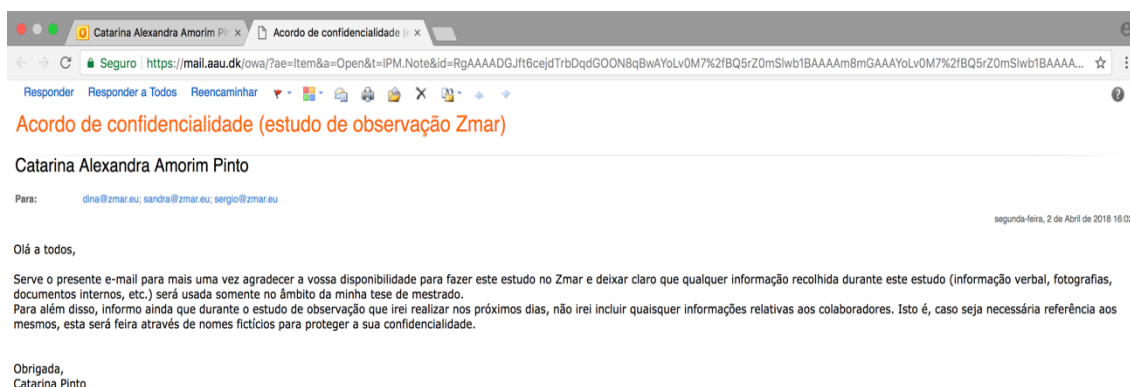 Catarina Alexandra Amorim Pin
Acordo de confidencialidade (e
Seguro https://mail.aau.dk/owa/?ae=Item&a=Open&t=IPM.Note&id=RgAAAADGJft6cejdTrbDqdGOON8qBwAYoLv0M7%2fBQ5rZ0mSlwb1BAAAAm8mGAAAYoLv0M7%2fBQ5rZ0mSlwb1BAAAA...
Responder Responder a Todos Reencaminhar
Acordo de confidencialidade (estudo de observação Zmar)
Catarina Alexandra Amorim Pinto
Para: dina@zmar.eu; sandra@zmar.eu; sergio@zmar.eu
segunda-feira, 2 de Abril de 2018 16:02
Olá a todos,
Serve o presente e-mail para mais uma vez agradecer a vossa disponibilidade para fazer este estudo no Zmar e deixar claro que qualquer informação recolhida durante este estudo (informação verbal, fotografias,
documentos internos, etc.) será usada somente no âmbito da minha tese de mestrado.
Para além disso, informo ainda que durante o estudo de observação que irei realizar nos próximos dias, não irei incluir quaisquer informações relativas aos colaboradores. Isto é, caso seja necessária referência aos
mesmos, esta será feira através de nomes fictícios para proteger a sua confidencialidade.
Obrigada,
Catarina Pinto